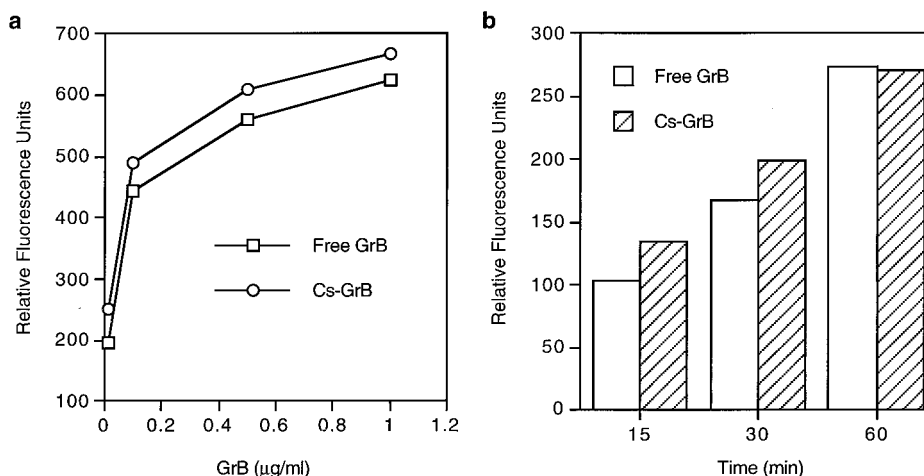 a
Relative Fluorescence Units
700
600
500
400
300
200
100
Free GrB
Cs-GrB
0
0.2
0.4
0.6
0.8
1
1.2
GrB (μg/ml)
b
Relative Fluorescence Units
300
250
200
150
100
50
0
Free GrB
Cs-GrB
15
30
60
Time (min)